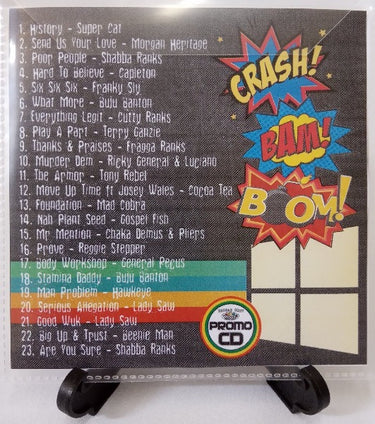 1. History - Super Cat
2. Send Us Your Love - Morgan Heritage
3. Poor People - Shabba Ranks
4. Hard To Believe - Capleton
5. Six Six Six - Franky Sly
6. What More - Buju Banton
7. Everything Legit - Cutty Ranks
8. Play A Part - Terry Ganzie
9. Thanks & Praises - Fragga Ranks
10. Murder Dem - Ricky General & Luciano
11. The Armor - Tony Rebel
12. Move Up Time ft Josey Wales - Cocoa Tea
13. Foundation - Mad Cobra
14. Nah Plant Seed - Gospel Fish
15. Mr Mention - Chaka Demus & Pliers
16. Prove - Reggie Stepper
17. Body Workshop - General Pecus
18. Stamina Daddy - Buju Banton
19. Man Problem - Hawkeye
20. Serious Allegation - Lady Saw
21. Good Wuk - Lady Saw
22. Big Up & Trust - Beenie Man
23. Are You Sure - Shabba Ranks
CRASH!
BAM!
BOOM!
PROMO
CD